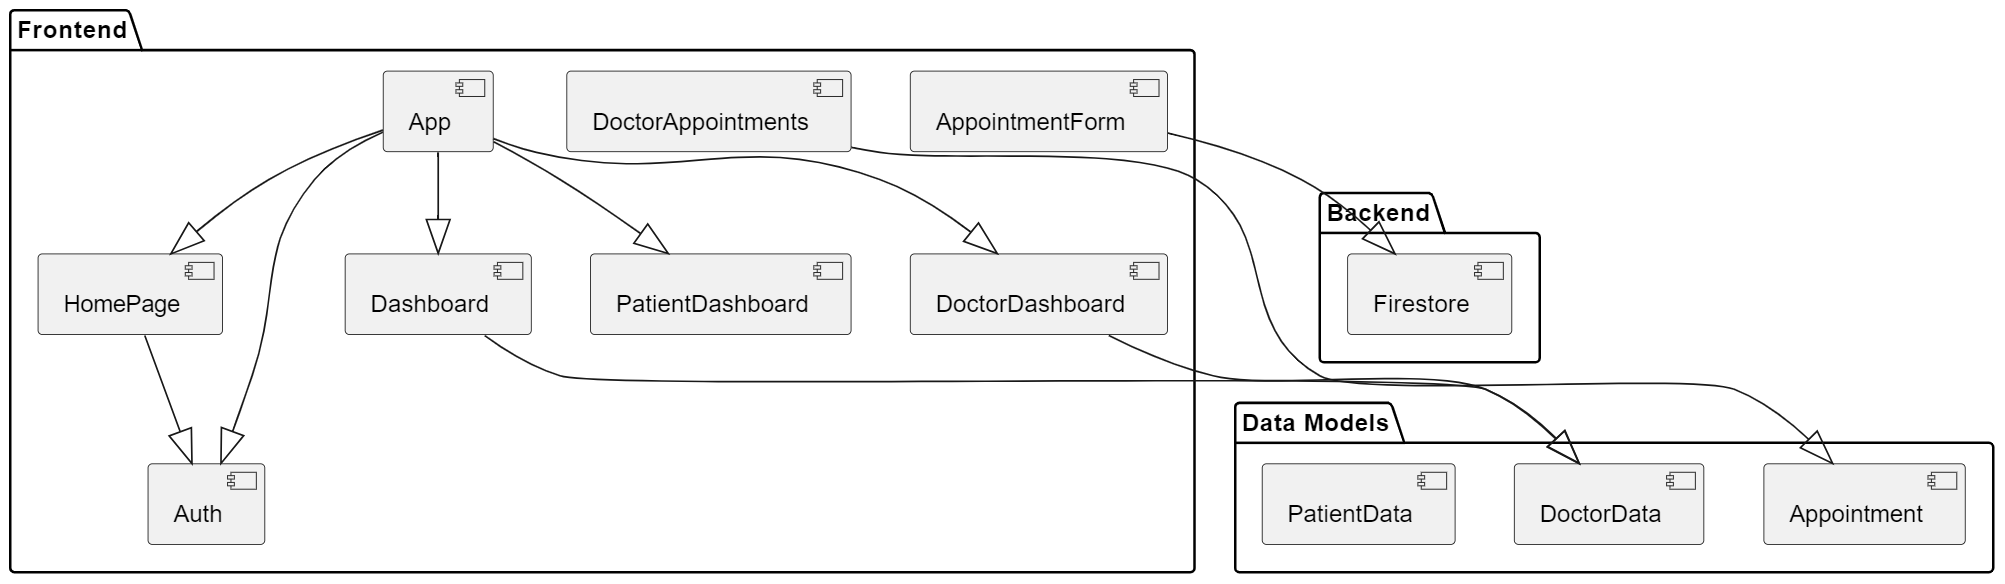 Frontend
App
DoctorAppointments
AppointmentForm
Backend
HomePage
Dashboard
PatientDashboard
DoctorDashboard
Firestore
Data Models
Auth
PatientData
DoctorData
Appointment